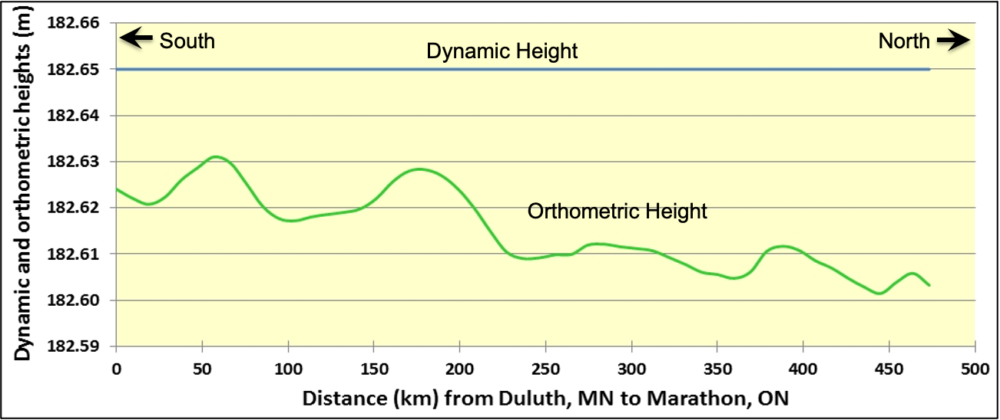 Dynamic and orthometric heights (m)
182.66
182.65
182.64
182.63
182.62
182.61
182.60
182.59
South
North
Dynamic Height
Orthometric Height
0 50 100 150 200 250 300 350 400 450 500
Distance (km) from Duluth, MN to Marathon, ON